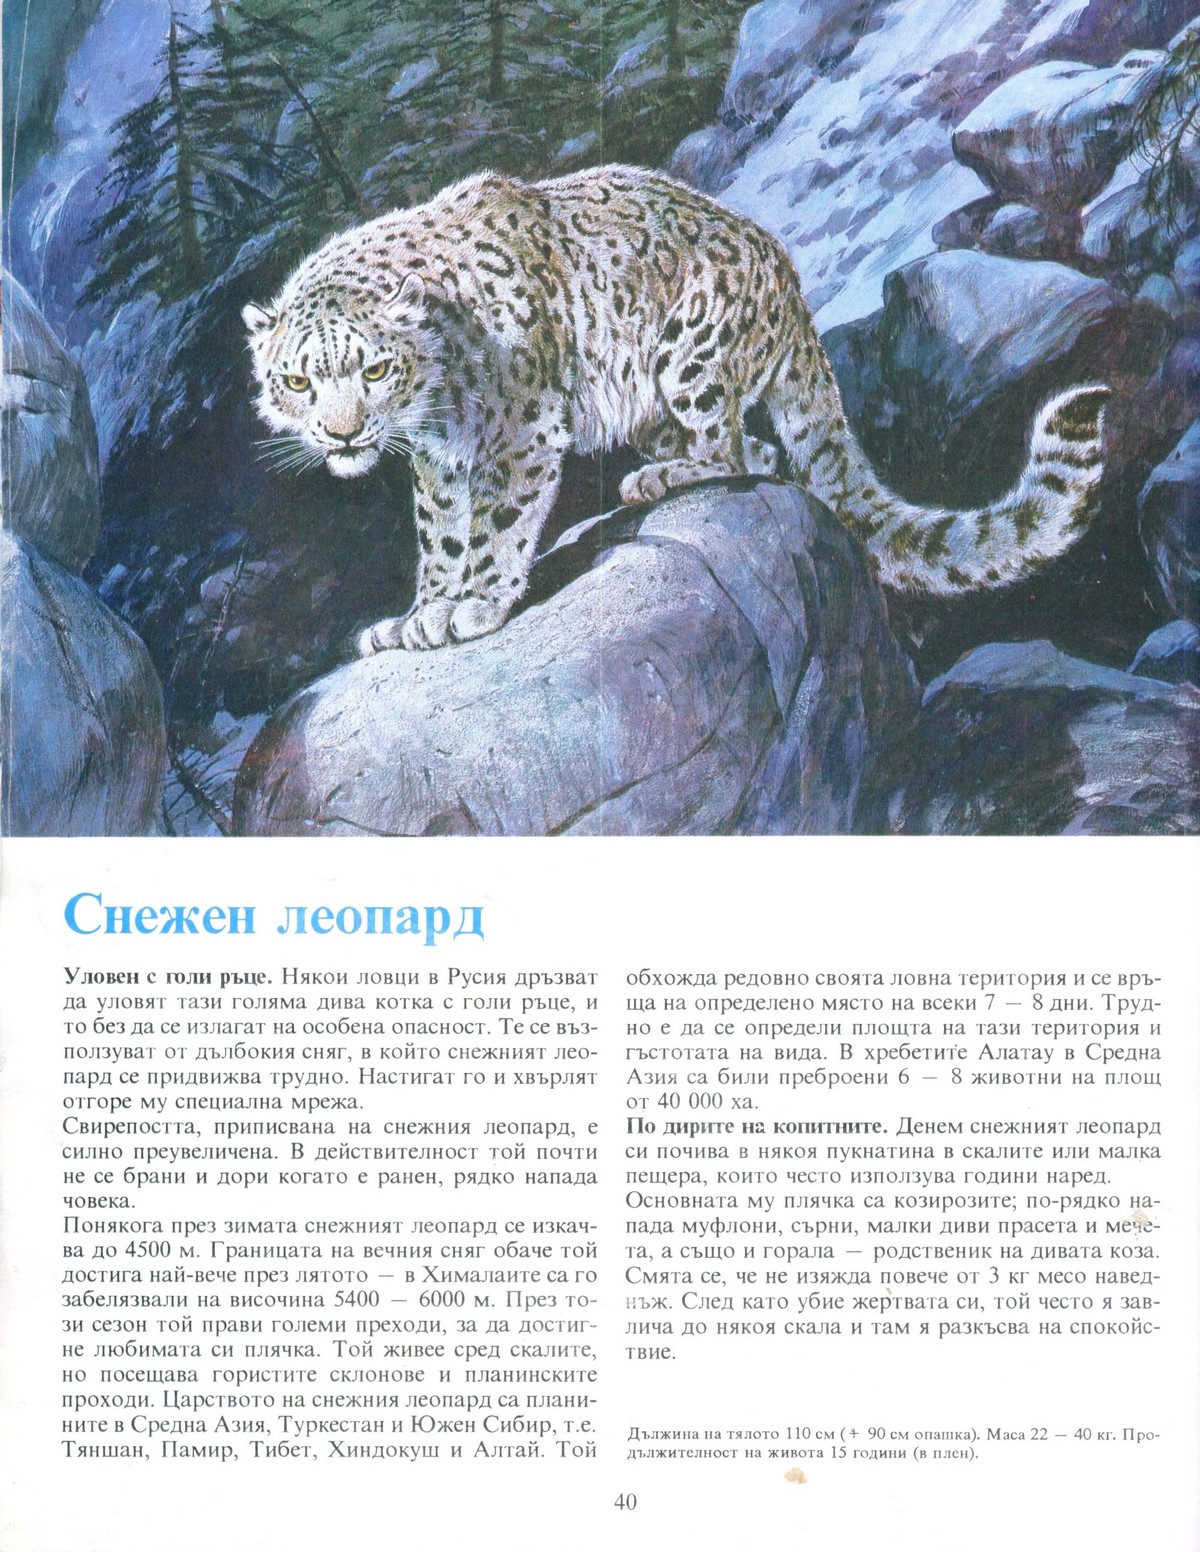 Снежен леопард
Уловен с голи ръце. Някои ловци в Русия дръзват
да уловят тази голяма дива котка с голи ръце, и
то без да се излагат на особена опасност. Те се въз-
ползуват от дълбокия сняг, в който снежният лео-
пард се придвижва трудно. Настигат го и хвърлят
отгоре му специална мрежа.
Свирепостта, приписвана на снежния леопард, е
силно преувеличена. В действителност той почти
не се брани и дори когато е ранен, рядко напада
човека.
Понякога през зимата снежният леопард се изкач-
ва до 4500 м. Границата на вечния сняг обаче той
достига най-вече през лятото — в Хималаите са го
забелязвали на височина 5400 — 6000 м. През то-
зи сезон той прави големи преходи, за да достиг-
не любимата си плячка. Той живее сред скалите,
но посещава гористите склонове и планинските
проходи. Царството на снежния леопард са плани-
ните в Средна Азия, Туркестан и Южен Сибир, т.е.
Тяншан, Памир, Тибет, Хиндокуш и Алтай. Той
обхожда редовно своята ловна територия и се връ-
ща на определено място на всеки 7 — 8 дни. Труд-
но е да се определи площта на тази територия и
гъстотата на вида. В хребетите Алатау в Средна
Азия са били преброени 6 — 8 животни на площ
от 40 000 ха.
По дирите на копитните. Денем снежният леопард
си почива в някоя пукнатина в скалите или малка
пещера, които често използува години наред.
Основната му плячка са козирозите; по-рядко на-
пада муфлони, сърни, малки диви прасета и мече-
та, а също и горала — родственик на дивата коза.
Смята се, че не изяжда повече от 3 кг месо навед-
нъж. След като убие жертвата си, той често я зав-
лича до някоя скала и там я разкъсва на спокойс-
твие.
Дължина на тялото 110 см (+ 90 см опашка). Маса 22 — 40 кг. Про-
дължителност на живота 15 години (в плен).
40